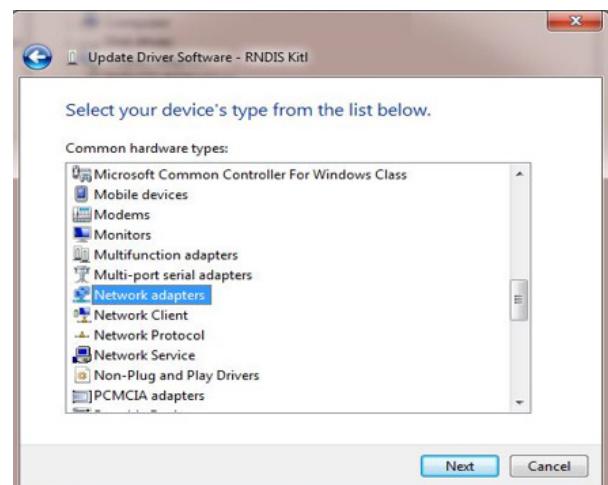 Update Driver Software - RNDIS Kitl
Select your device's type from the list below.
Common hardware types:
Microsoft Common Controller For Windows Class
Mobile devices
Modems
Monitors
Multifunction adapters
Multi-port serial adapters
Network adapters
Network Client
Network Protocol
Network Service
Non-Plug and Play Drivers
PCMCIA adapters
Next
Cancel